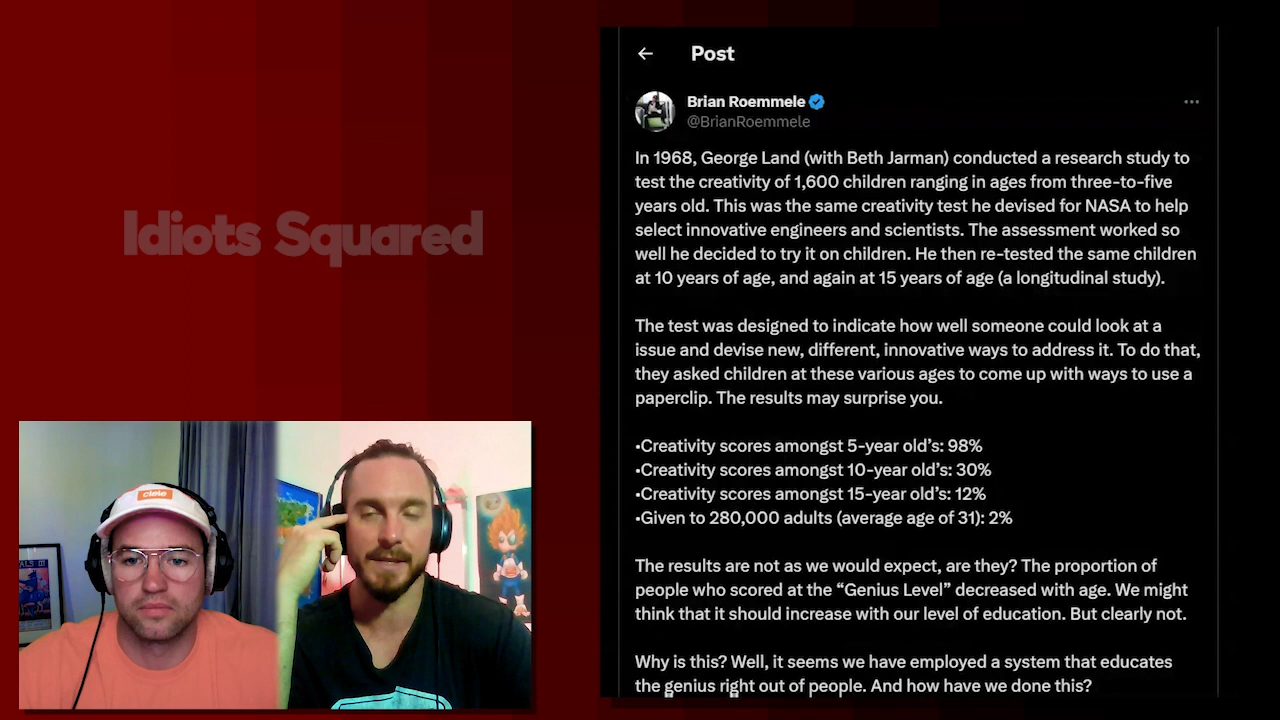 Post
Brian Roemmele
@BrianRoemmele
In 1968, George Land (with Beth Jarman) conducted a research study to
test the creativity of 1,600 children ranging in ages from three-to-five
years old. This was the same creativity test he devised for NASA to help
select innovative engineers and scientists. The assessment worked so
well he decided to try it on children. He then re-tested the same children
at 10 years of age, and again at 15 years of age (a longitudinal study).
The test was designed to indicate how well someone could look at a
issue and devise new, different, innovative ways to address it. To do that,
they asked children at these various ages to come up with ways to use a
paperclip. The results may surprise you.
•Creativity scores amongst 5-year old's: 98%
•Creativity scores amongst 10-year old's: 30%
•Creativity scores amongst 15-year old's: 12%
•Given to 280,000 adults (average age of 31): 2%
The results are not as we would expect, are they? The proportion of
people who scored at the “Genius Level” decreased with age. We might
think that it should increase with our level of education. But clearly not.
Why is this? Well, it seems we have employed a system that educates
the genius right out of people. And how have we done this?
Idiots Squared
ciele